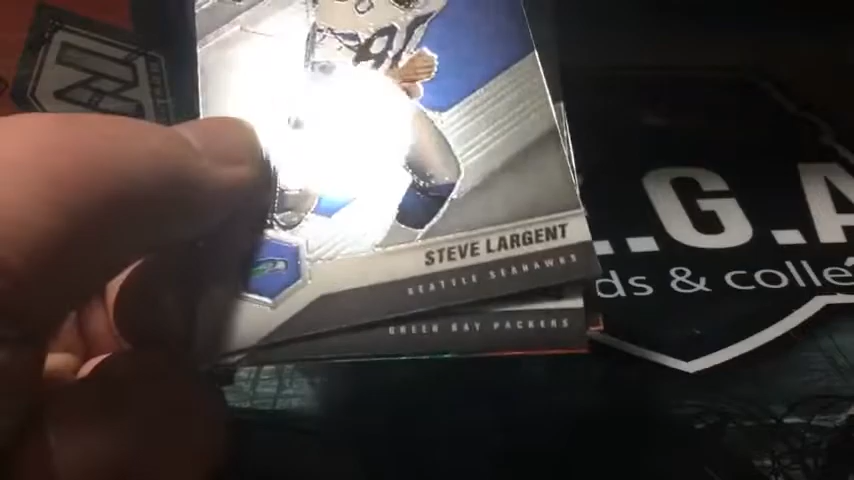 STEVE LARGENT
SEATTLE SEAHAWKS
GREEN BAY PACKERS
.G.A
ds & colle